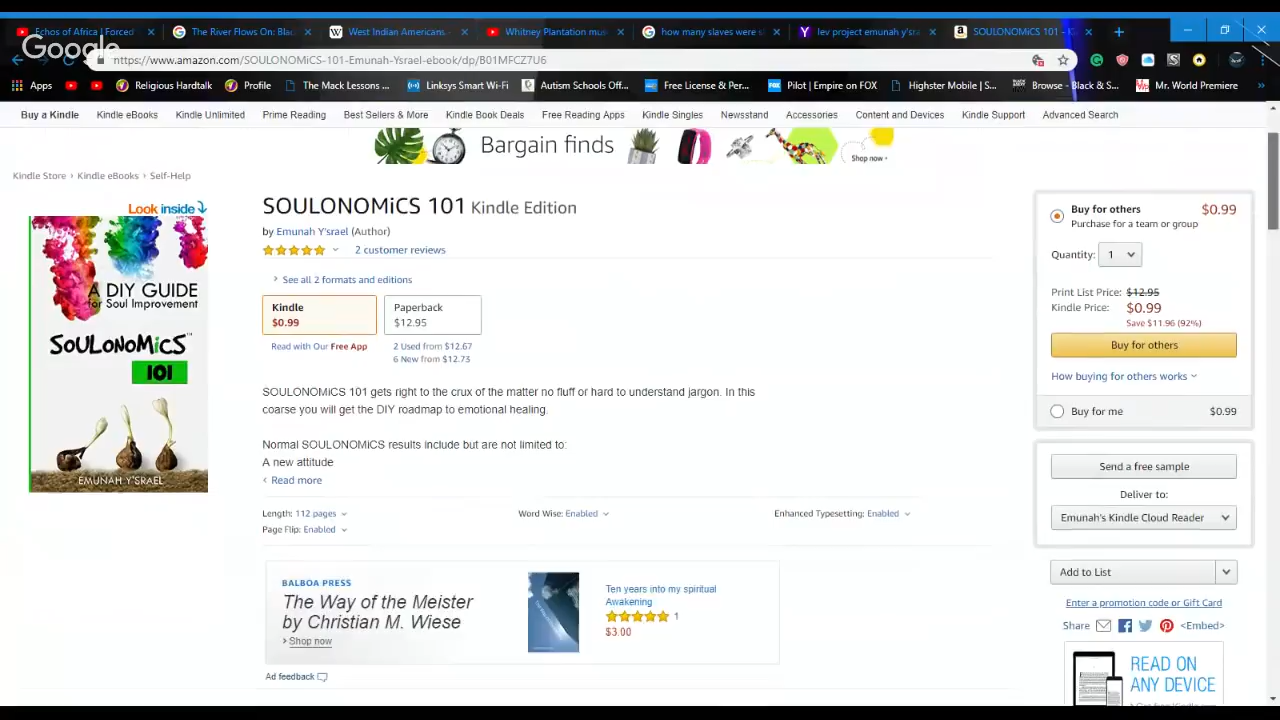 Echos of Africa | Forced
The River Flows On: Bla
West Indian Americans -
Whitney Plantation mus
how many slaves were s
lev project emunah y'sra
SOULONOMiCS 101 -
Google
https://www.amazon.com/SOULONOMiCS-101-Emunah-Ysrael-ebook/dp/B01MFCZ7U6
Apps
Religious Hardtalk
Profile
The Mack Lessons ...
Linksys Smart Wi-Fi
Autism Schools Off...
Free License & Per...
Pilot | Empire on FOX
Highster Mobile | S...
Browse - Black & S...
Mr. World Premiere
Buy a Kindle
Kindle eBooks
Kindle Unlimited
Prime Reading
Best Sellers & More
Kindle Book Deals
Free Reading Apps
Kindle Singles
Newsstand
Accessories
Content and Devices
Kindle Support
Advanced Search
Bargain finds
Shop now ›
Kindle Store › Kindle eBooks › Self-Help
Look inside
A DIY GUIDE
for Soul Improvement
SOULONOMiCS™
101
EMUNAH Y'SRAEL
SOULONOMiCS 101 Kindle Edition
by Emunah Y'srael (Author)
2 customer reviews
See all 2 formats and editions
Kindle
$0.99
Paperback
$12.95
Read with Our Free App
2 Used from $12.67
6 New from $12.73
SOULONOMiCS 101 gets right to the crux of the matter no fluff or hard to understand jargon. In this
coarse you will get the DIY roadmap to emotional healing.
Normal SOULONOMiCS results include but are not limited to:
A new attitude
Read more
Length: 112 pages
Word Wise: Enabled
Enhanced Typesetting: Enabled
Page Flip: Enabled
BALBOA PRESS
The Way of the Meister
by Christian M. Wiese
Shop now
Ten years into my spiritual
Awakening
1
$3.00
Ad feedback
Buy for others
$0.99
Purchase for a team or group
Quantity: 1
Print List Price: $12.95
Kindle Price: $0.99
Save $11.96 (92%)
Buy for others
How buying for others works
Buy for me
$0.99
Send a free sample
Deliver to:
Emunah's Kindle Cloud Reader
Add to List
Enter a promotion code or Gift Card
Share
<Embed>
READ ON
ANY DEVICE